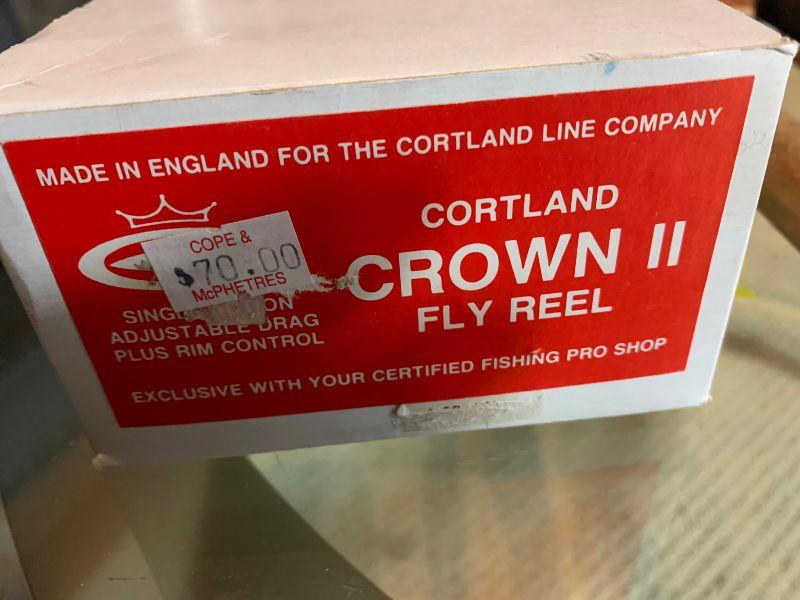 MADE IN ENGLAND FOR THE CORTLAND LINE COMPANY
CORTLAND
CROWN II
FLY REEL
COPE &
$70.00
McPHETRES
ADJUSTABLE DRAG
PLUS RIM CONTROL
EXCLUSIVE WITH YOUR CERTIFIED FISHING PRO SHOP